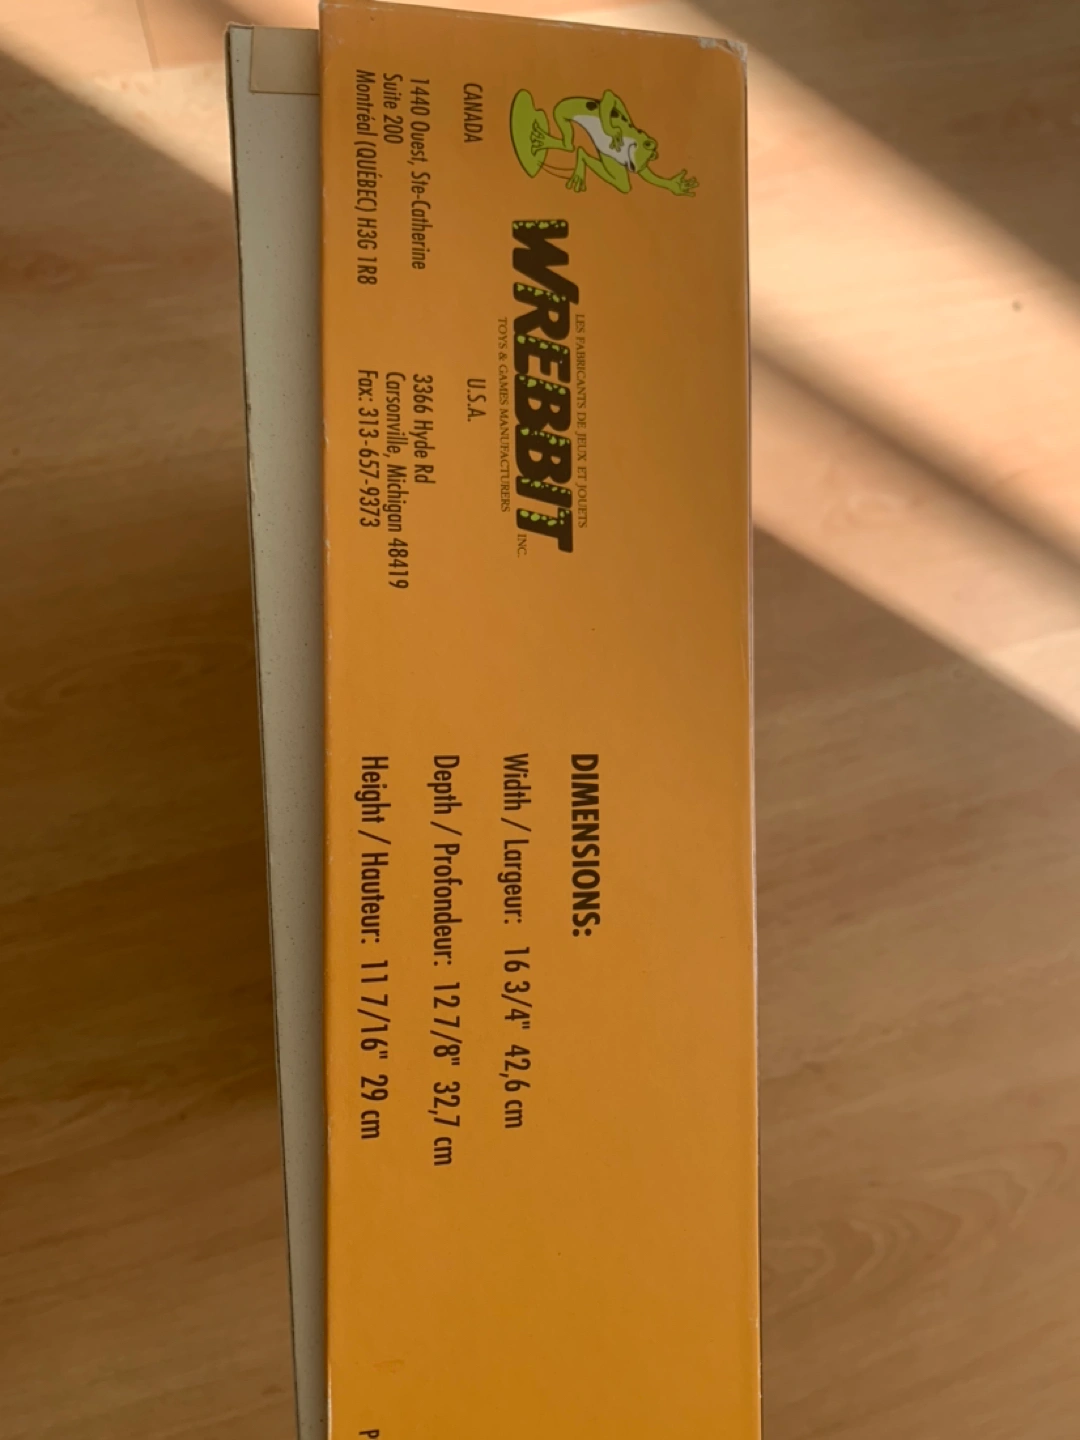 LES FABRICANTS DE JEUX ET JOUETS
WREBBIT INC.
TOYS & GAMES MANUFACTURERS
CANADA
1440 Ouest, Ste-Catherine
Suite 200
Montréal (QUÉBEC) H3G 1R8
U.S.A.
3366 Hyde Rd
Carsonville, Michigan 48419
Fax: 313-657-9373
DIMENSIONS:
Width / Largeur: 16 3/4" 42,6 cm
Depth / Profondeur: 12 7/8" 32,7 cm
Height / Hauteur: 11 7/16" 29 cm